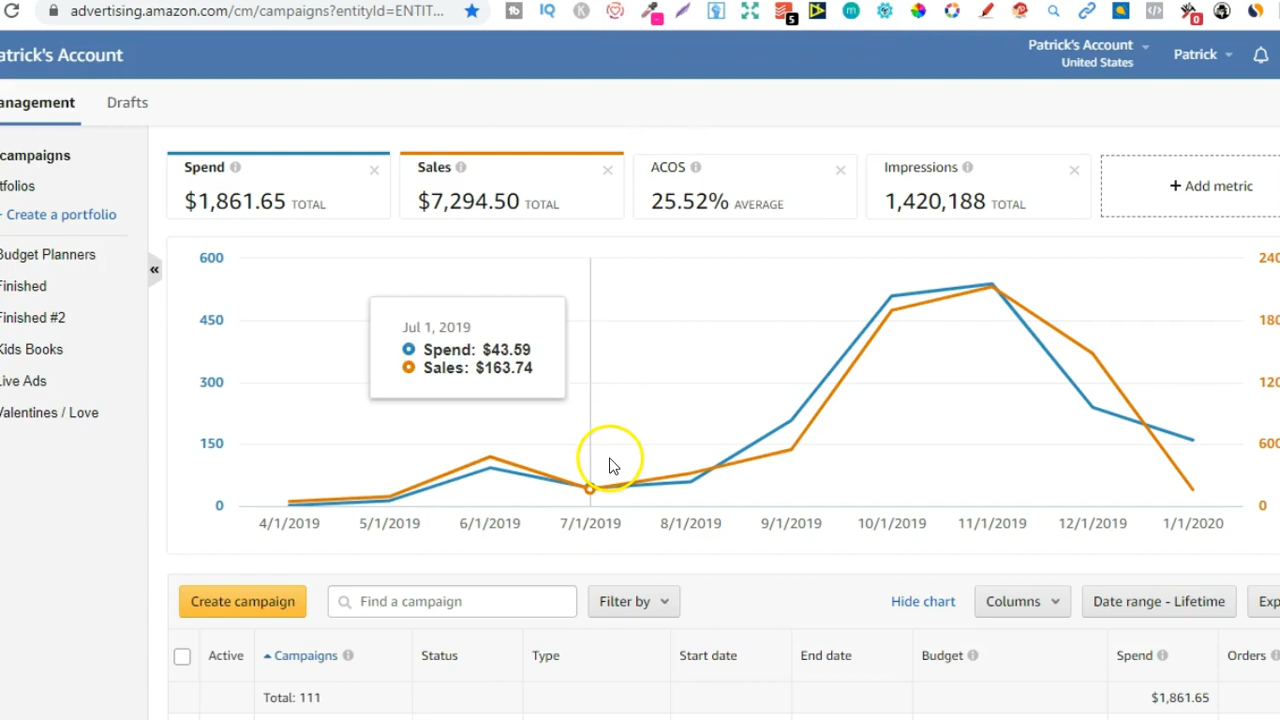 advertising.amazon.com/cm/campaigns?entityId=ENTIT...
5
0
atrick's Account
Patrick's Account
United States
Patrick
anagement
Drafts
campaigns
tfolios
Create a portfolio
Budget Planners
Finished
Finished #2
Kids Books
Live Ads
Valentines / Love
«
Spend
$1,861.65 TOTAL
Sales
$7,294.50 TOTAL
ACOS
25.52% AVERAGE
Impressions
1,420,188 TOTAL
+ Add metric
600
450
300
150
0
240
180
120
600
0
Jul 1, 2019
Spend: $43.59
Sales: $163.74
4/1/2019 5/1/2019 6/1/2019 7/1/2019 8/1/2019 9/1/2019 10/1/2019 11/1/2019 12/1/2019 1/1/2020
Create campaign
Find a campaign
Filter by
Hide chart
Columns
Date range - Lifetime
Exp
Active Campaigns Status Type Start date End date Budget Spend Orders
Total: 111 $1,861.65